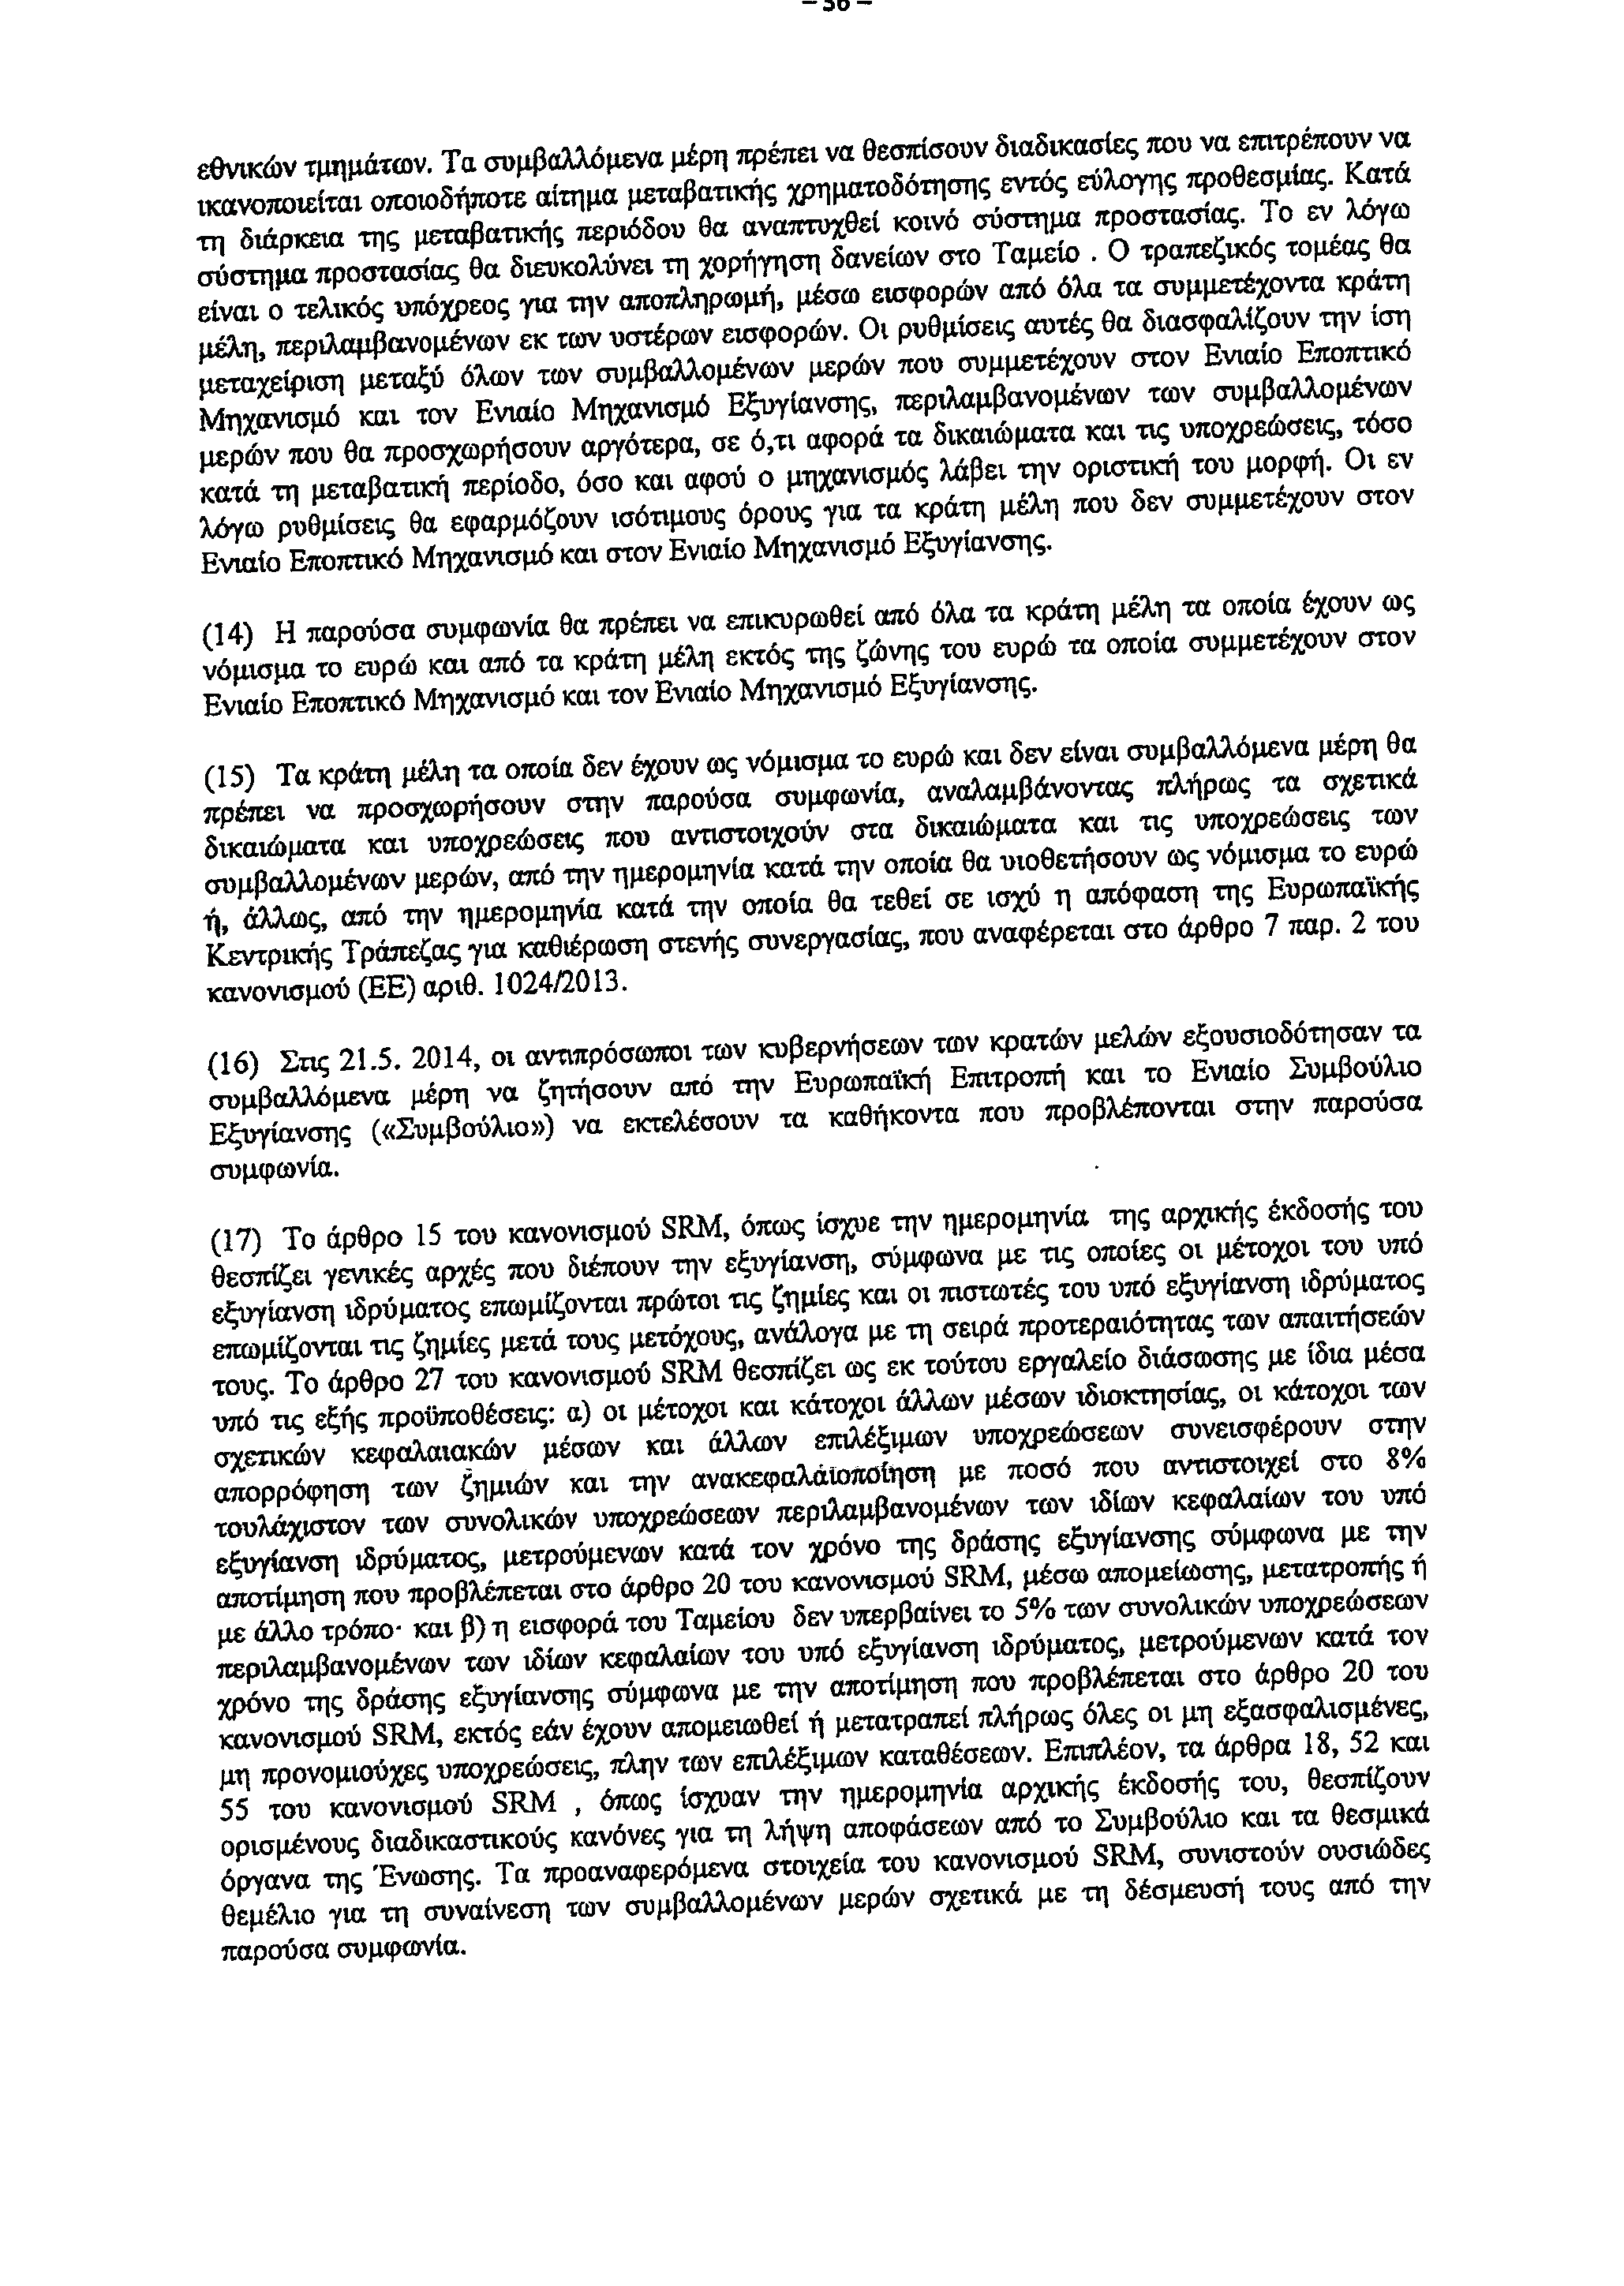 – 36 –
εθνικών τμημάτων. Τα συμβαλλόμενα μέρη πρέπει να θεσπίσουν διαδικασίες που να επιτρέπουν να
ικανοποιείται οποιοδήποτε αίτημα μεταβατικής χρηματοδότησης εντός εύλογης προθεσμίας. Κατά
τη διάρκεια της μεταβατικής περιόδου θα αναπτυχθεί κοινό σύστημα προστασίας. Το εν λόγω
σύστημα προστασίας θα διευκολύνει τη χορήγηση δανείων στο Ταμείο . Ο τραπεζικός τομέας θα
είναι ο τελικός υπόχρεος για την αποπληρωμή, μέσω εισφορών από όλα τα συμμετέχοντα κράτη
μέλη, περιλαμβανομένων εκ των υστέρων εισφορών. Οι ρυθμίσεις αυτές θα διασφαλίζουν την ίση
μεταχείριση μεταξύ όλων των συμβαλλομένων μερών που συμμετέχουν στον Ενιαίο Εποπτικό
Μηχανισμό και τον Ενιαίο Μηχανισμό Εξυγίανσης, περιλαμβανομένων των συμβαλλομένων
μερών που θα προσχωρήσουν αργότερα, σε ό,τι αφορά τα δικαιώματα και τις υποχρεώσεις, τόσο
κατά τη μεταβατική περίοδο, όσο και αφού ο μηχανισμός λάβει την οριστική του μορφή. Οι εν
λόγω ρυθμίσεις θα εφαρμόζουν ισότιμους όρους για τα κράτη μέλη που δεν συμμετέχουν στον
Ενιαίο Εποπτικό Μηχανισμό και στον Ενιαίο Μηχανισμό Εξυγίανσης.
(14) Η παρούσα συμφωνία θα πρέπει να επικυρωθεί από όλα τα κράτη μέλη τα οποία έχουν ως
νόμισμα το ευρώ και από τα κράτη μέλη εκτός της ζώνης του ευρώ τα οποία συμμετέχουν στον
Ενιαίο Εποπτικό Μηχανισμό και τον Ενιαίο Μηχανισμό Εξυγίανσης.
(15) Τα κράτη μέλη τα οποία δεν έχουν ως νόμισμα το ευρώ και δεν είναι συμβαλλόμενα μέρη θα
πρέπει να προσχωρήσουν στην παρούσα συμφωνία, αναλαμβάνοντας πλήρως τα σχετικά
δικαιώματα και υποχρεώσεις που αντιστοιχούν στα δικαιώματα και τις υποχρεώσεις των
συμβαλλομένων μερών, από την ημερομηνία κατά την οποία θα υιοθετήσουν ως νόμισμα το ευρώ
ή, άλλως, από την ημερομηνία κατά την οποία θα τεθεί σε ισχύ η απόφαση της Ευρωπαϊκής
Κεντρικής Τράπεζας για καθιέρωση στενής συνεργασίας, που αναφέρεται στο άρθρο 7 παρ. 2 του
κανονισμού (ΕΕ) αριθ. 1024/2013.
(16) Στις 21.5. 2014, οι αντιπρόσωποι των κυβερνήσεων των κρατών μελών εξουσιοδότησαν τα
συμβαλλόμενα μέρη να ζητήσουν από την Ευρωπαϊκή Επιτροπή και το Ενιαίο Συμβούλιο
Εξυγίανσης («Συμβούλιο») να εκτελέσουν τα καθήκοντα που προβλέπονται στην παρούσα
συμφωνία.
(17) Το άρθρο 15 του κανονισμού SRM, όπως ίσχυε την ημερομηνία της αρχικής έκδοσής του
θεσπίζει γενικές αρχές που διέπουν την εξυγίανση, σύμφωνα με τις οποίες οι μέτοχοι του υπό
εξυγίανση ιδρύματος επωμίζονται πρώτοι τις ζημίες και οι πιστωτές του υπό εξυγίανση ιδρύματος
επωμίζονται τις ζημίες μετά τους μετόχους, ανάλογα με τη σειρά προτεραιότητας των απαιτήσεών
τους. Το άρθρο 27 του κανονισμού SRM θεσπίζει ως εκ τούτου εργαλείο διάσωσης με ίδια μέσα
υπό τις εξής προϋποθέσεις: α) οι μέτοχοι και κάτοχοι άλλων μέσων ιδιοκτησίας, οι κάτοχοι των
σχετικών κεφαλαιακών μέσων και άλλων επιλέξιμων υποχρεώσεων συνεισφέρουν στην
απορρόφηση των ζημιών και την ανακεφαλαιοποίηση με ποσό που αντιστοιχεί στο 8%
τουλάχιστον των συνολικών υποχρεώσεων περιλαμβανομένων των ιδίων κεφαλαίων του υπό
εξυγίανση ιδρύματος, μετρούμενων κατά τον χρόνο της δράσης εξυγίανσης σύμφωνα με την
αποτίμηση που προβλέπεται στο άρθρο 20 του κανονισμού SRM, μέσω απομείωσης, μετατροπής ή
με άλλο τρόπο· και β) η εισφορά του Ταμείου δεν υπερβαίνει το 5% των συνολικών υποχρεώσεων
περιλαμβανομένων των ιδίων κεφαλαίων του υπό εξυγίανση ιδρύματος, μετρούμενων κατά τον
χρόνο της δράσης εξυγίανσης σύμφωνα με την αποτίμηση που προβλέπεται στο άρθρο 20 του
κανονισμού SRM, εκτός εάν έχουν απομειωθεί ή μετατραπεί πλήρως όλες οι μη εξασφαλισμένες,
μη προνομιούχες υποχρεώσεις, πλην των επιλέξιμων καταθέσεων. Επιπλέον, τα άρθρα 18, 52 και
55 του κανονισμού SRM , όπως ίσχυαν την ημερομηνία αρχικής έκδοσής του, θεσπίζουν
ορισμένους διαδικαστικούς κανόνες για τη λήψη αποφάσεων από το Συμβούλιο και τα θεσμικά
όργανα της Ένωσης. Τα προαναφερόμενα στοιχεία του κανονισμού SRM, συνιστούν ουσιώδες
θεμέλιο για τη συναίνεση των συμβαλλομένων μερών σχετικά με τη δέσμευσή τους από την
παρούσα συμφωνία.